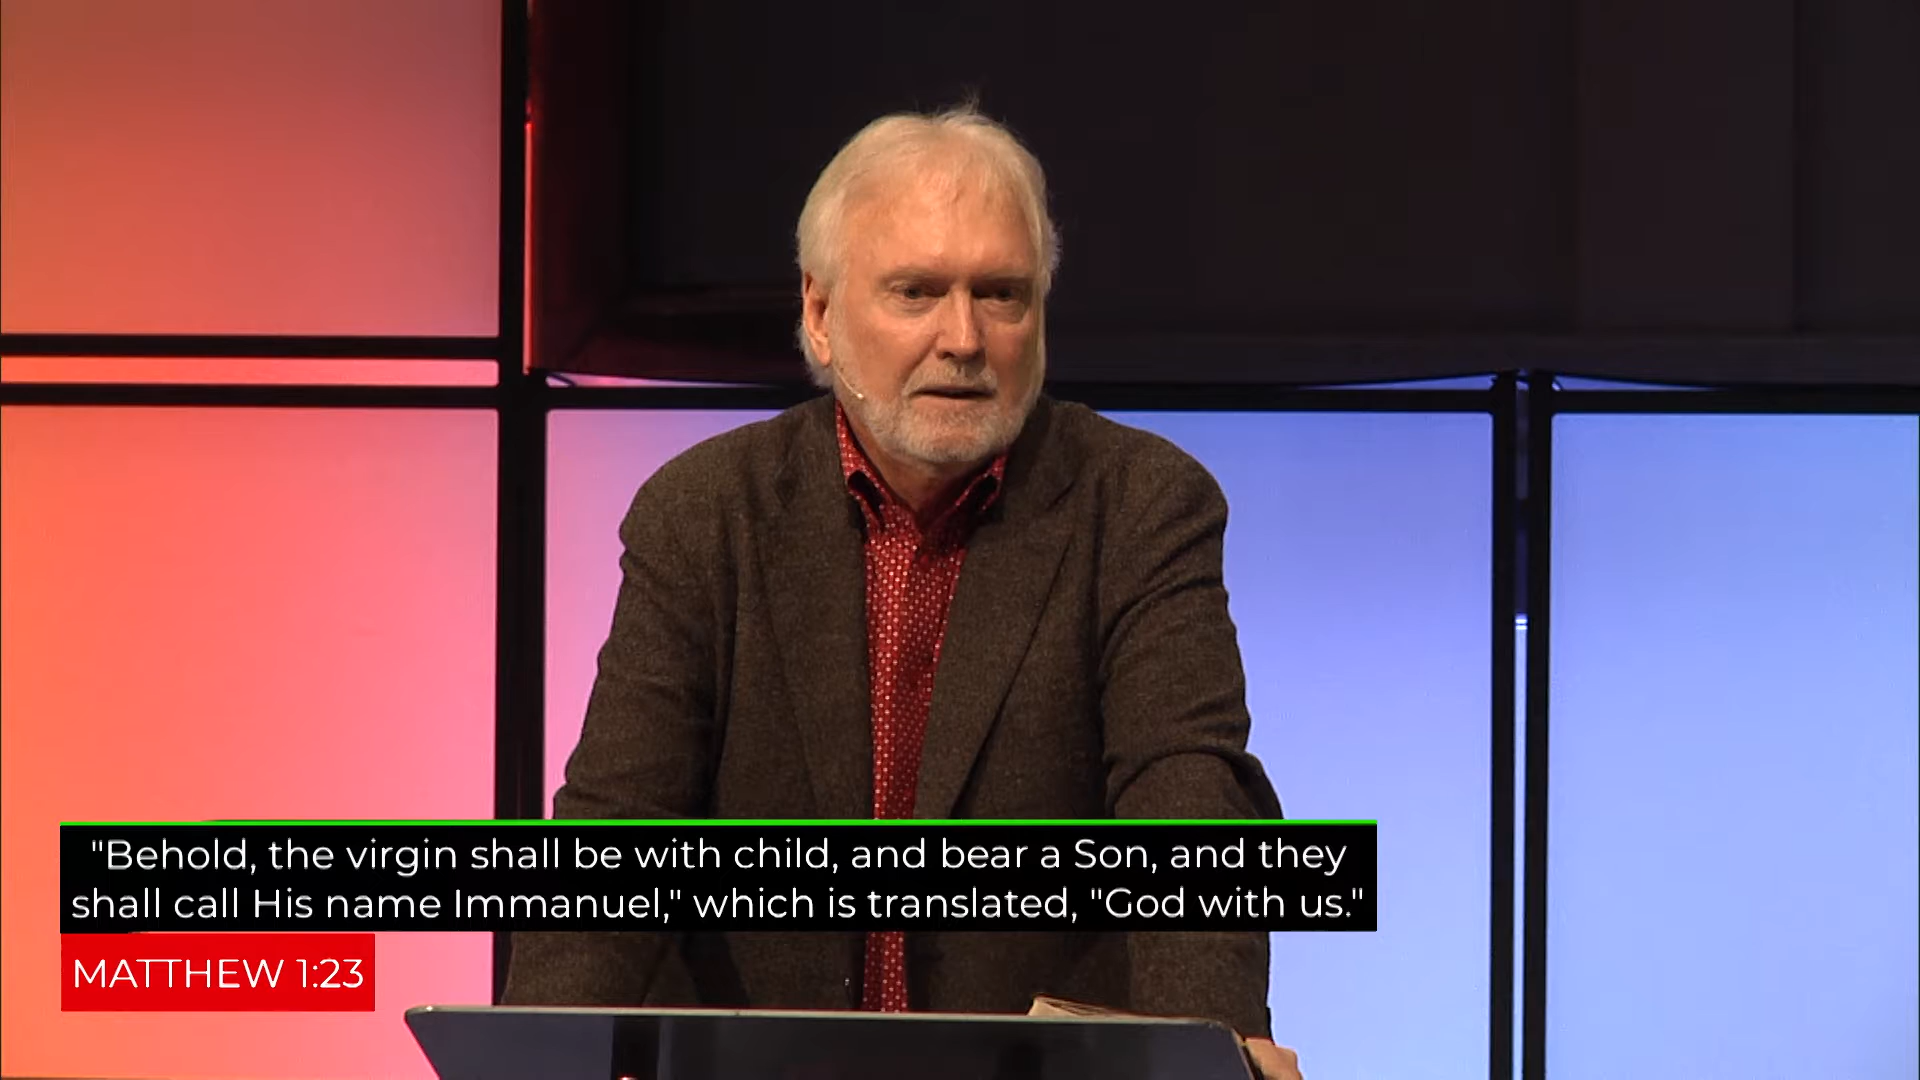 "Behold, the virgin shall be with child, and bear a Son, and they
shall call His name Immanuel," which is translated, "God with us."
MATTHEW 1:23